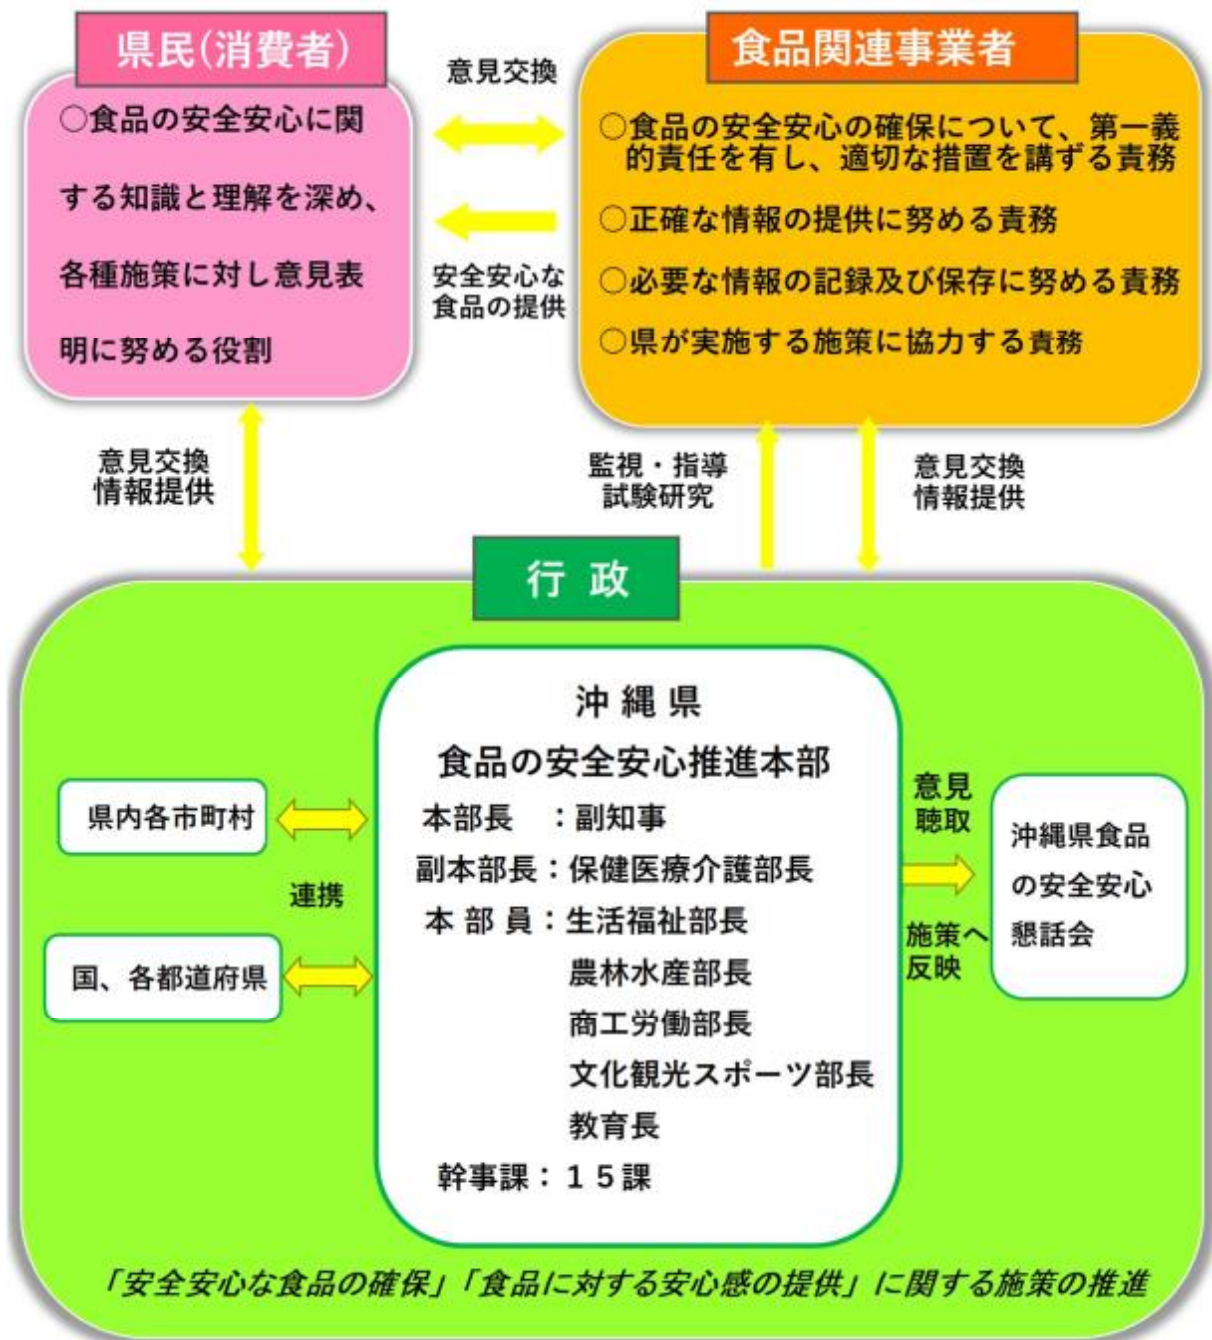 県民(消費者)
○食品の安全安心に関
する知識と理解を深め、
各種施策に対し意見表
明に努める役割
意見交換
安全安心な
食品の提供
食品関連事業者
○食品の安全安心の確保について、第一義
的責任を有し、適切な措置を講ずる責務
○正確な情報の提供に努める責務
○必要な情報の記録及び保存に努める責務
○県が実施する施策に協力する責務
意見交換
情報提供
監視・指導
試験研究
意見交換
情報提供
行 政
沖 縄 県
食品の安全安心推進本部
本部長 ：副知事
副本部長：保健医療介護部長
本 部 員：生活福祉部長
農林水産部長
商工労働部長
文化観光スポーツ部長
教育長
幹事課：１５課
県内各市町村
連携
国、各都道府県
意見
聴取
施策へ
反映
沖縄県食品
の安全安心
懇話会
「安全安心な食品の確保」「食品に対する安心感の提供」に関する施策の推進